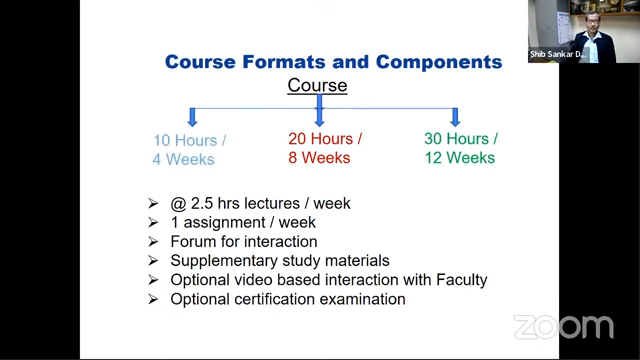 Shib Sankar D...
Course Formats and Components
Course
10 Hours /
4 Weeks
20 Hours /
8 Weeks
30 Hours /
12 Weeks
@ 2.5 hrs lectures / week
1 assignment / week
Forum for interaction
Supplementary study materials
Optional video based interaction with Faculty
Optional certification examination
zoom